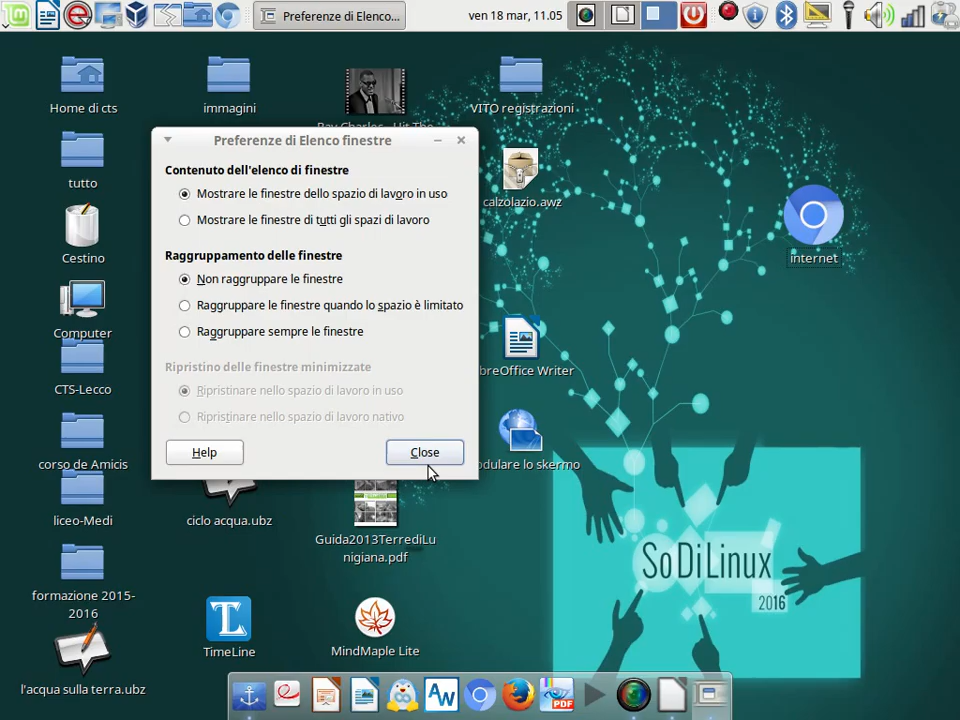 Preferenze di Elenco...
ven 18 mar, 11.05
Home di cts
immagini
Ray Charles - Hit The
VITO registrazioni
Preferenze di Elenco finestre
Contenuto dell'elenco di finestre
Mostrare le finestre dello spazio di lavoro in uso
Mostrare le finestre di tutti gli spazi di lavoro
Raggruppamento delle finestre
Non raggruppare le finestre
Raggruppare le finestre quando lo spazio è limitato
Raggruppare sempre le finestre
Ripristino delle finestre minimizzate
Ripristinare nello spazio di lavoro in uso
Ripristinare nello spazio di lavoro nativo
Help
Close
tutto
calzolazio.awz
Cestino
internet
Computer
breOffice Writer
CTS-Lecco
corso de Amicis
odulare lo skermo
liceo-Medi
ciclo acqua.ubz
Guida2013TerrediLu
nigiana.pdf
SoDiLinux
2016
formazione 2015-
2016
T
TimeLine
MindMaple Lite
l'acqua sulla terra.ubz
AW
PDF